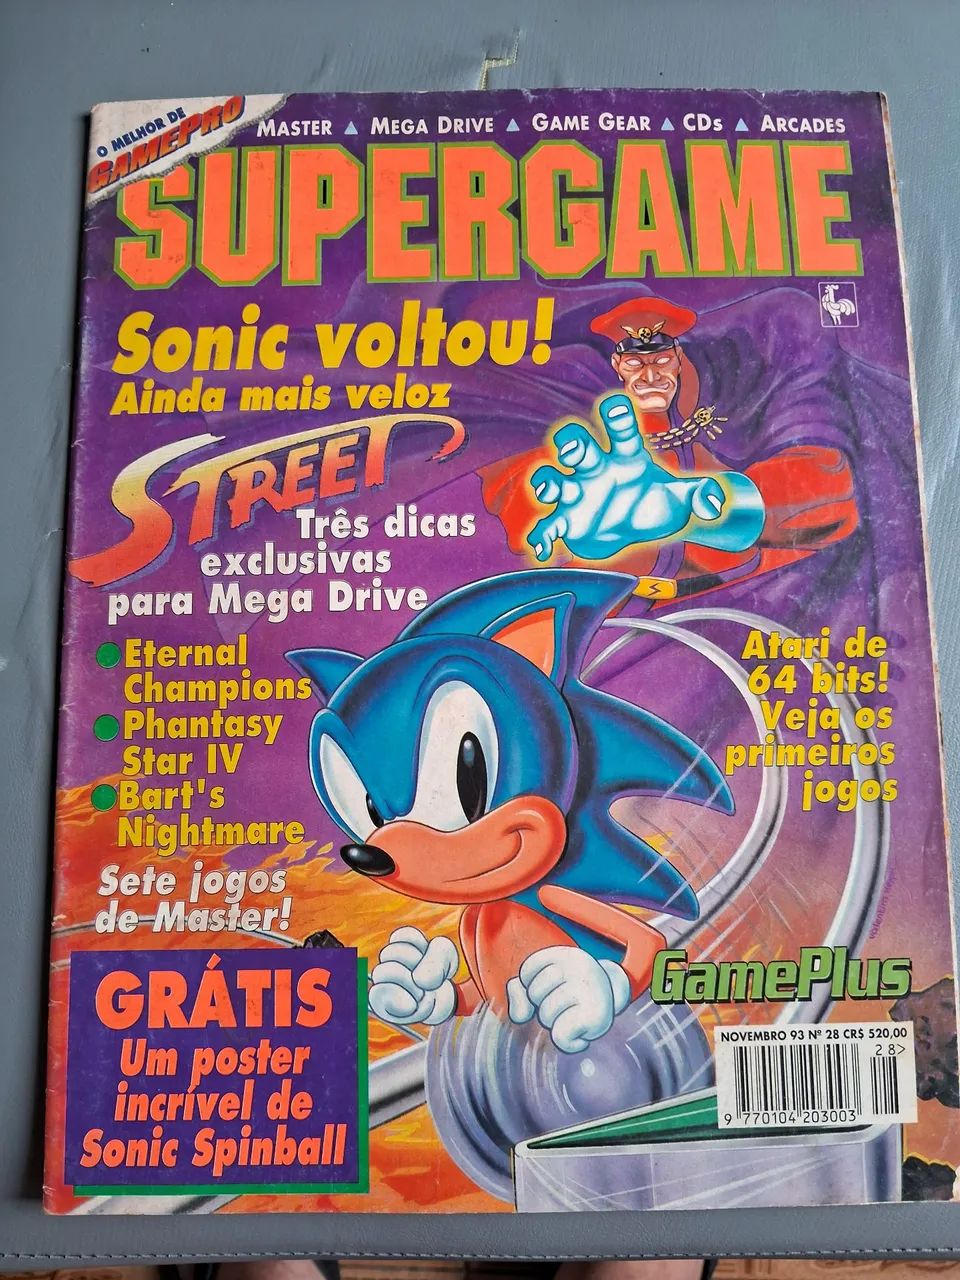 O MELHOR DE
GAMEPRO
MASTER ▲ MEGA DRIVE ▲ GAME GEAR ▲ CDs ▲ ARCADES
SUPERGAME
Sonic voltou!
Ainda mais veloz
STREET
Três dicas
exclusivas
para Mega Drive
Eternal
Champions
Phantasy
Star IV
Bart's
Nightmare
Sete jogos
de Master!
Atari de
64 bits!
Veja os
primeiros
jogos
GRÁTIS
Um poster
incrível de
Sonic Spinball
GamePlus
NOVEMBRO 93 Nº 28 CR$ 520,00
28>
9 770104 203003